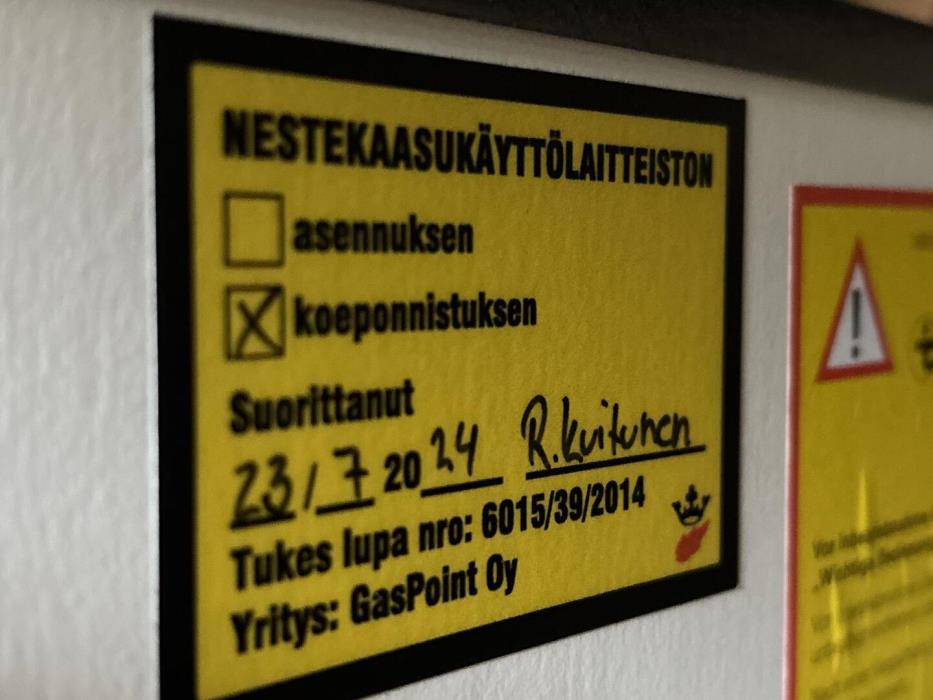 NESTEKAASUKÄYTTÖLAITTEISTON
asennuksen
X koeponnistuksen
Suorittanut
23/7 2024 R. Kuitunen
Tukes lupa nro: 6015/39/2014
Yritys: GasPoint Oy
!